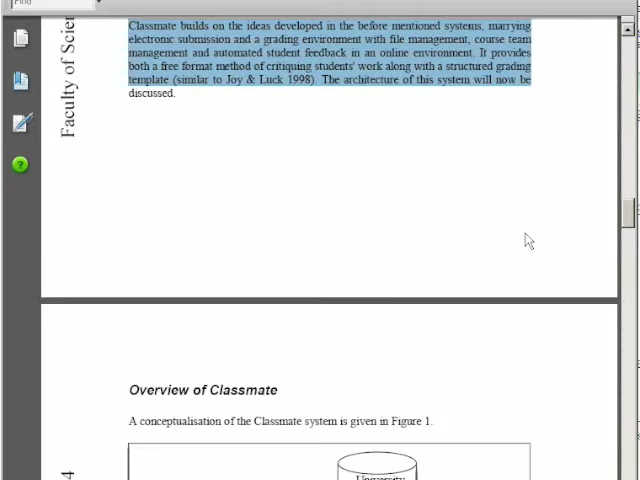 Find
Faculty of Scien
Classmate builds on the ideas developed in the before mentioned systems, marrying
electronic submission and a grading environment with file management, course team
management and automated student feedback in an online environment. It provides
both a free format method of critiquing students' work along with a structured grading
template (similar to Joy & Luck 1998). The architecture of this system will now be
discussed.
Overview of Classmate
A conceptualisation of the Classmate system is given in Figure 1.
4
University